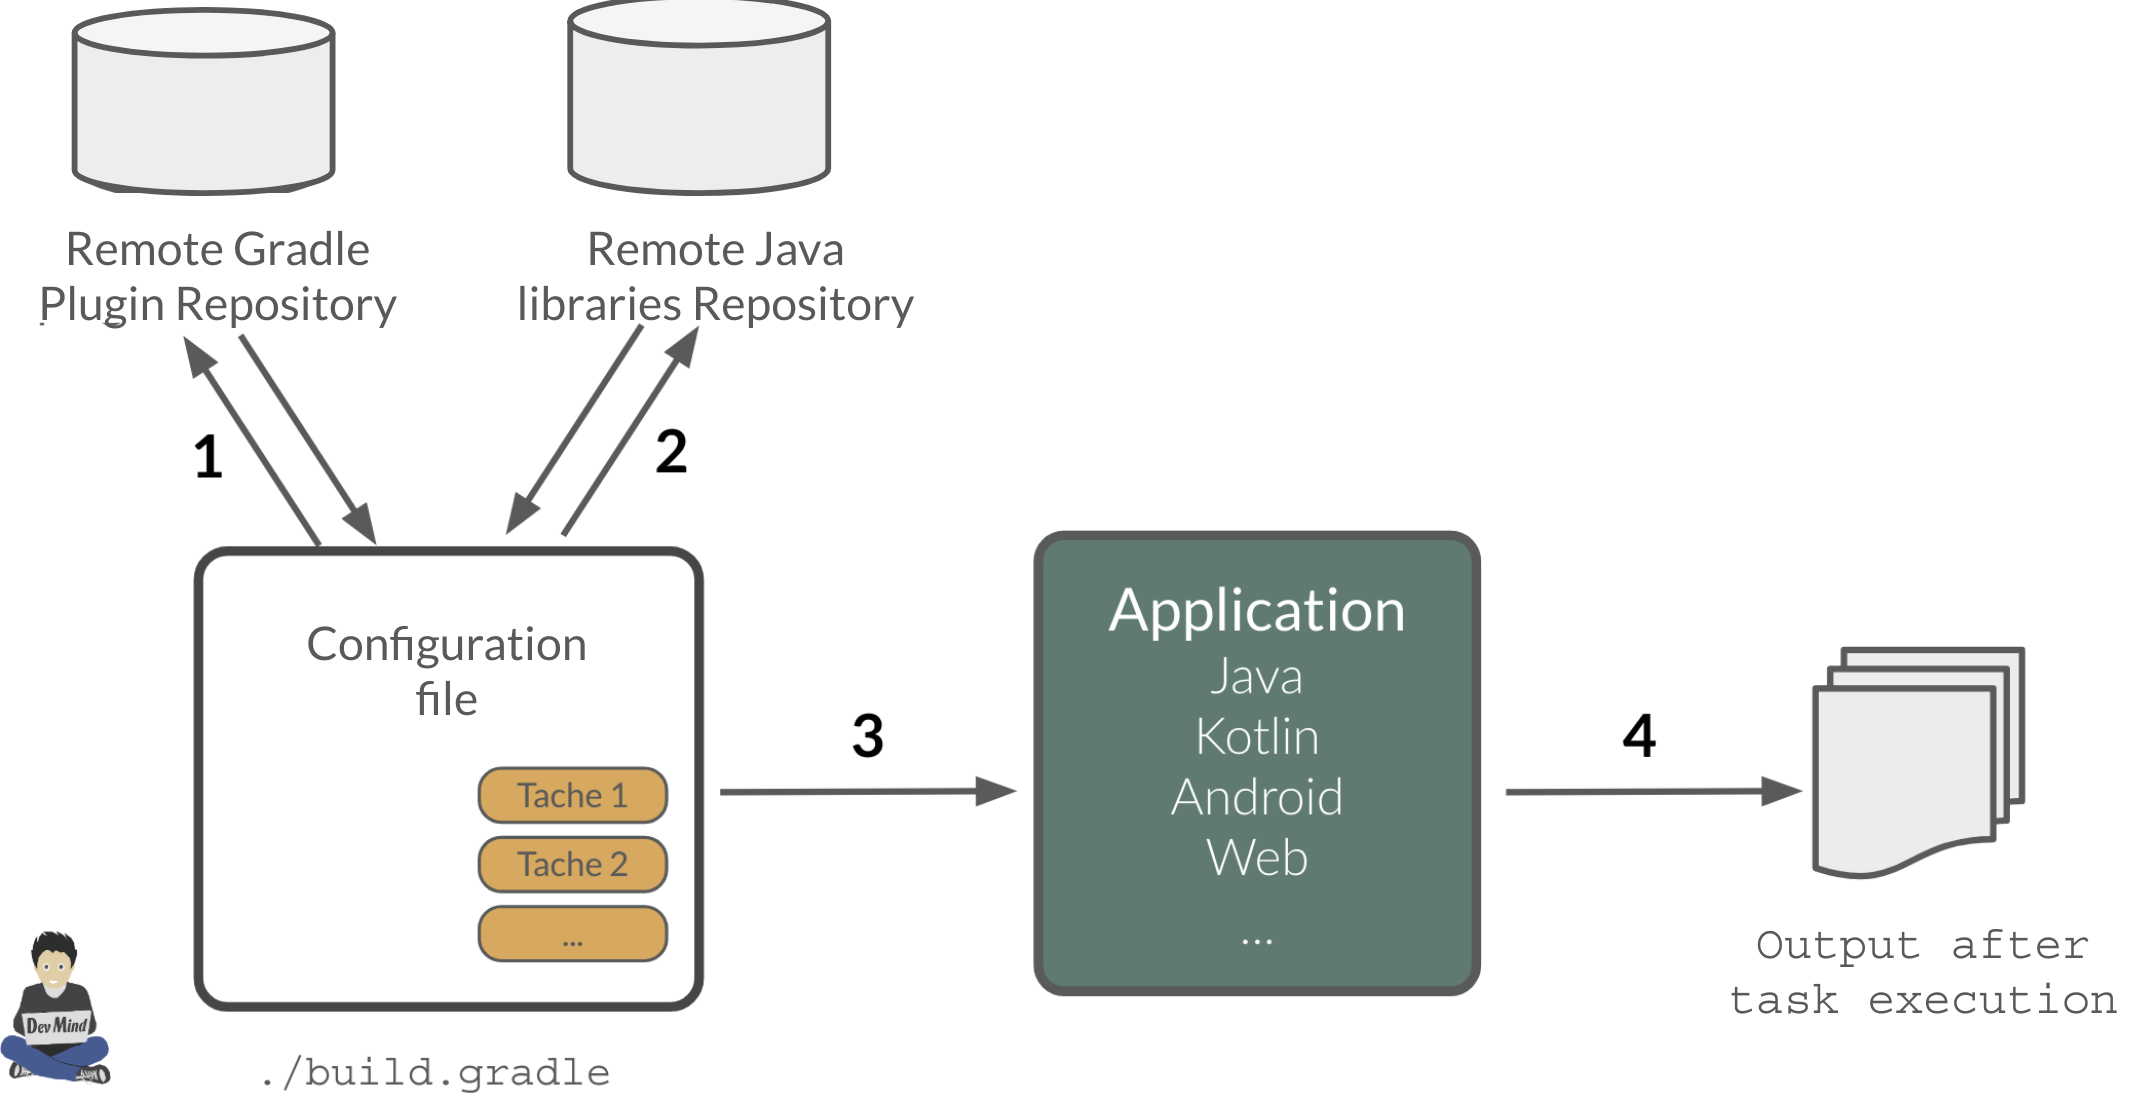 Remote Gradle
Plugin Repository
Remote Java
libraries Repository
1
2
Configuration
file
Tache 1
Tache 2
...
./build.gradle
3
Application
Java
Kotlin
Android
Web
...
4
Output after
task execution
Dev Mind